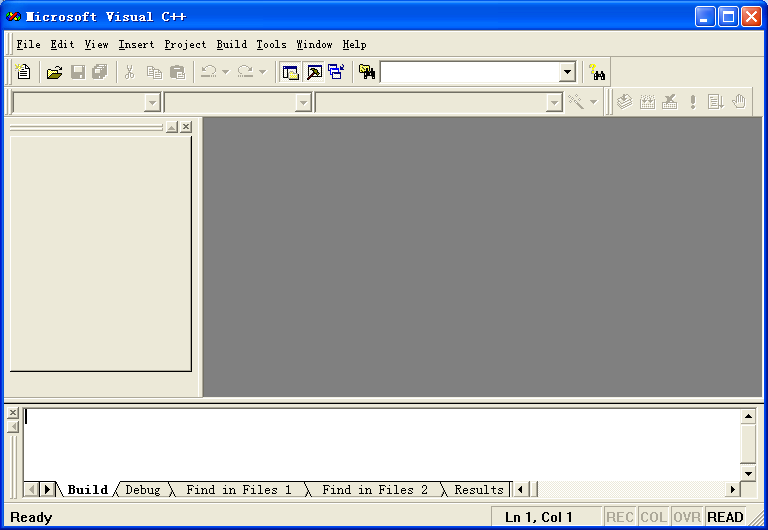 Microsoft Visual C++
File Edit View Insert Project Build Tools Window Help
Build Debug Find in Files 1 Find in Files 2 Results
Ready Ln 1, Col 1 REC COL OVR READ